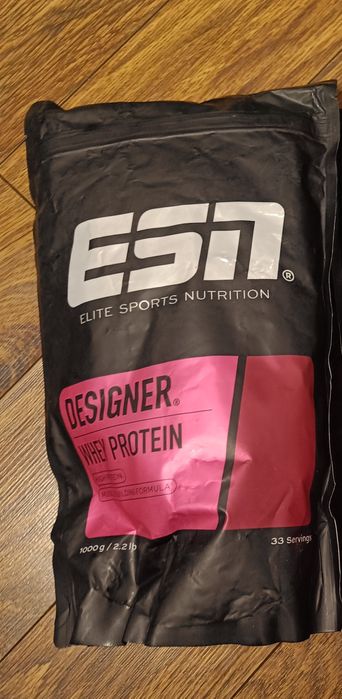 ESN®
ELITE SPORTS NUTRITION
DESIGNER®
WHEY PROTEIN
1000 g / 2.2 lb
33 Servings